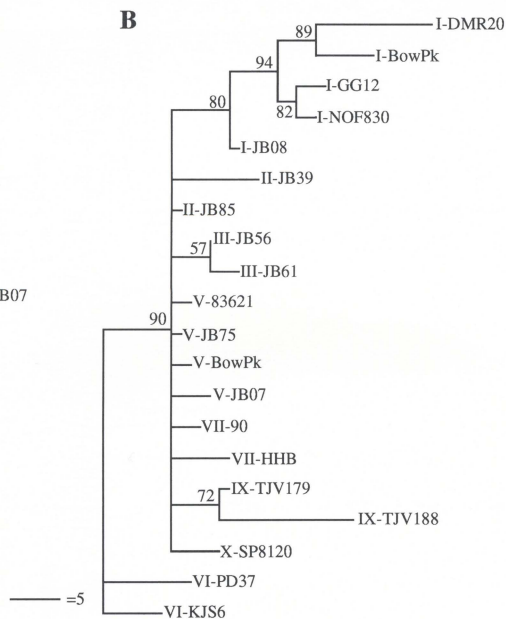 B
I-DMR20
89
I-BowPk
94
I-GG12
82
I-NOF830
80
I-JB08
II-JB39
II-JB85
III-JB56
57
III-JB61
B07
V-83621
90
V-JB75
V-BowPk
V-JB07
VII-90
VII-HHB
IX-TJV179
72
IX-TJV188
X-SP8120
VI-PD37
=5
VI-KJS6